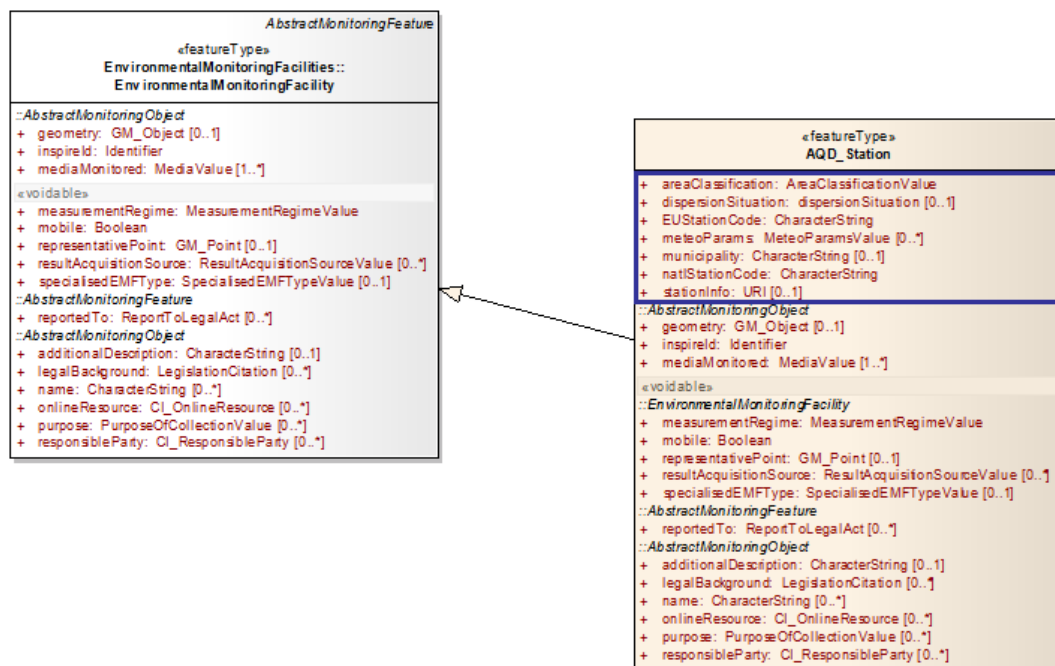 AbstractMonitoringFeature
«featureType»
EnvironmentalMonitoringFacilities::
EnvironmentalMonitoringFacility
::AbstractMonitoringObject
+ geometry: GM_Object [0..1]
+ inspireId: Identifier
+ mediaMonitored: MediaValue [1..*]
«voidable»
+ measurementRegime: MeasurementRegimeValue
+ mobile: Boolean
+ representativePoint: GM_Point [0..1]
+ resultAcquisitionSource: ResultAcquisitionSourceValue [0..*]
+ specialisedEMFType: SpecialisedEMFTypeValue [0..1]
::AbstractMonitoringFeature
+ reportedTo: ReportToLegalAct [0..*]
::AbstractMonitoringObject
+ additionalDescription: CharacterString [0..1]
+ legalBackground: LegislationCitation [0..*]
+ name: CharacterString [0..*]
+ onlineResource: CI_OnlineResource [0..*]
+ purpose: PurposeOfCollectionValue [0..*]
+ responsibleParty: CI_ResponsibleParty [0..*]
«featureType»
AQD_Station
+ areaClassification: AreaClassificationValue
+ dispersionSituation: dispersionSituation [0..1]
+ EUStationCode: CharacterString
+ meteoParams: MeteoParamsValue [0..*]
+ municipality: CharacterString [0..1]
+ natlStationCode: CharacterString
+ stationInfo: URI [0..1]
::AbstractMonitoringObject
+ geometry: GM_Object [0..1]
+ inspireId: Identifier
+ mediaMonitored: MediaValue [1..*]
«voidable»
::EnvironmentalMonitoringFacility
+ measurementRegime: MeasurementRegimeValue
+ mobile: Boolean
+ representativePoint: GM_Point [0..1]
+ resultAcquisitionSource: ResultAcquisitionSourceValue [0..*]
+ specialisedEMFType: SpecialisedEMFTypeValue [0..1]
::AbstractMonitoringFeature
+ reportedTo: ReportToLegalAct [0..*]
::AbstractMonitoringObject
+ additionalDescription: CharacterString [0..1]
+ legalBackground: LegislationCitation [0..*]
+ name: CharacterString [0..*]
+ onlineResource: CI_OnlineResource [0..*]
+ purpose: PurposeOfCollectionValue [0..*]
+ responsibleParty: CI_ResponsibleParty [0..*]